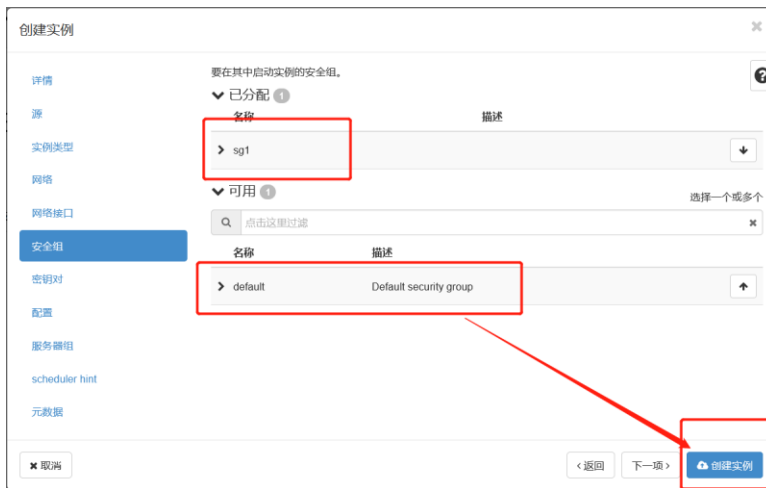 创建实例
详情
源
实例类型
网络
网络接口
安全组
密钥对
配置
服务器组
scheduler hint
元数据
要在其中启动实例的安全组。
已分配 1
名称 描述
sg1
可用 1
选择一个或多个
点击这里过滤
名称 描述
default Default security group
取消
返回
下一项
创建实例